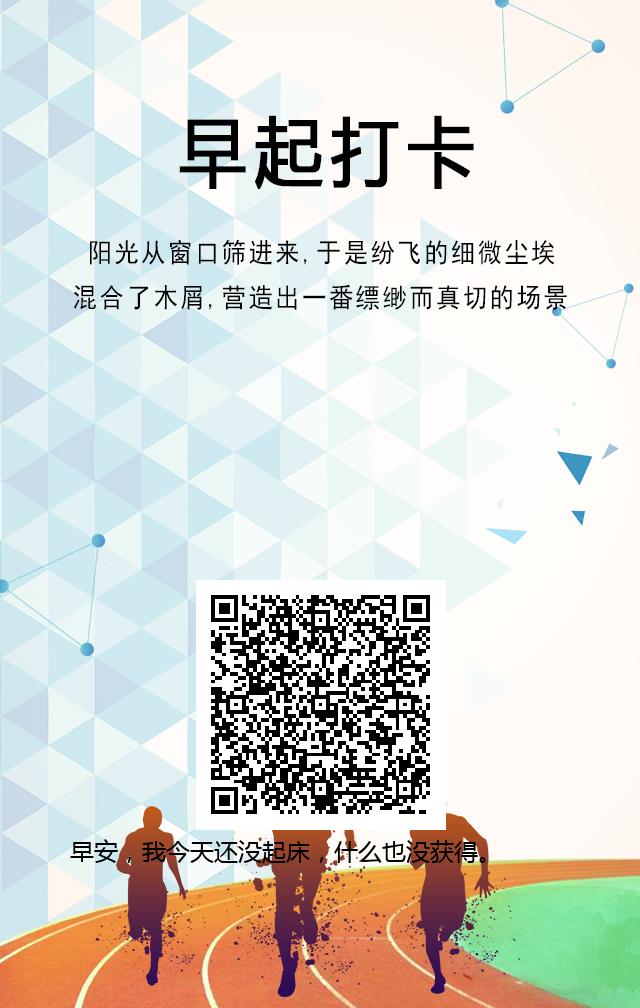 早起打卡
阳光从窗口筛进来,于是纷飞的细微尘埃
混合了木屑,营造出一番缥缈而真切的场景
早安，我今天还没起床，什么也没获得。